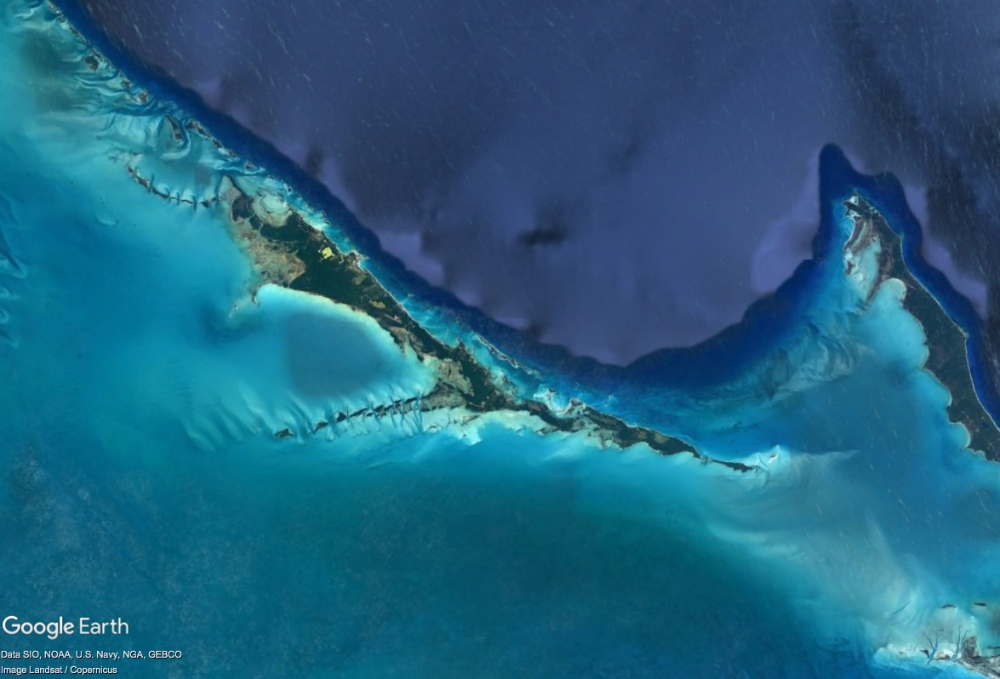 Google Earth
Data SIO, NOAA, U.S. Navy, NGA, GEBCO
Image Landsat / Copernicus